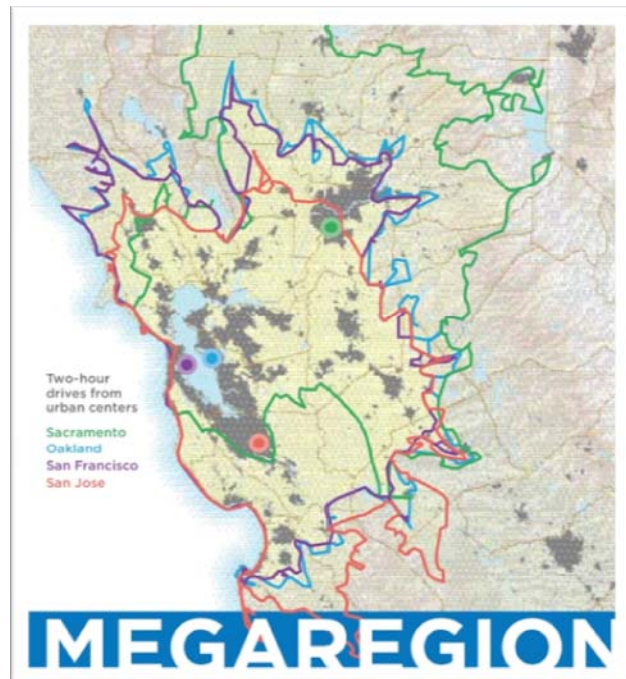 Two-hour
drives from
urban centers
Sacramento
Oakland
San Francisco
San Jose
MEGAREGION